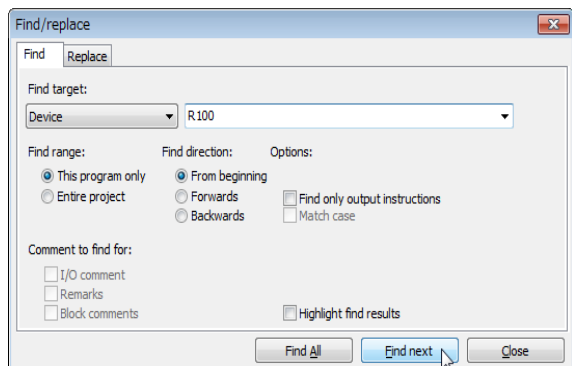 Find/replace
Find Replace
Find target:
Device R100
Find range: Find direction: Options:
This program only From beginning
Entire project Forwards Find only output instructions
Backwards Match case
Comment to find for:
I/O comment
Remarks
Block comments Highlight find results
Find All Find next Close